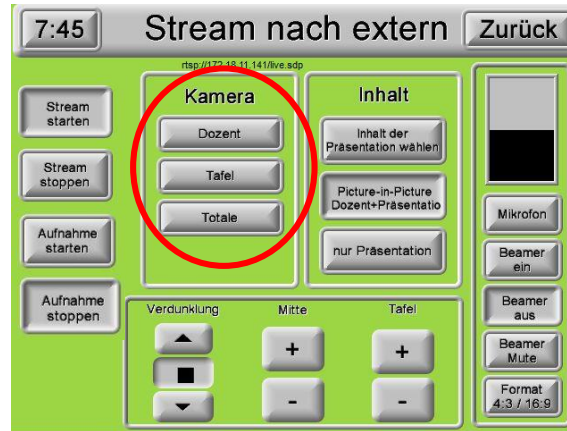 7:45
Stream nach extern
Zurück
rtsp://172.18.11.141/live.sdp
Stream
starten
Stream
stoppen
Aufnahme
starten
Aufnahme
stoppen
Kamera
Dozent
Tafel
Totale
Inhalt
Inhalt der
Präsentation wählen
Picture-in-Picture
Dozent+Präsentatio
nur Präsentation
Mikrofon
Beamer
ein
Beamer
aus
Beamer
Mute
Format
4:3 / 16:9
Verdunklung
Mitte
Tafel
+
+
-
-